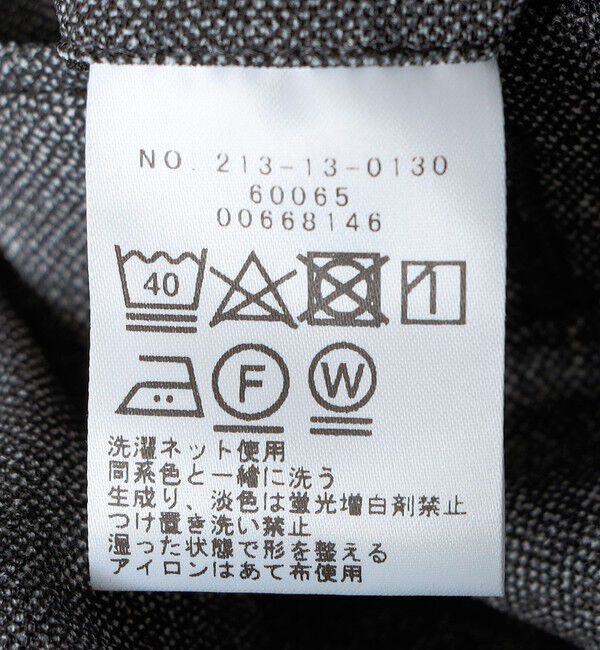 NO. 213-13-0130
60065
00668146
40
F W
洗濯ネット使用
同系色と一緒に洗う
生成り、淡色は蛍光増白剤禁止
つけ置き洗い禁止
湿った状態で形を整える
アイロンはあて布使用